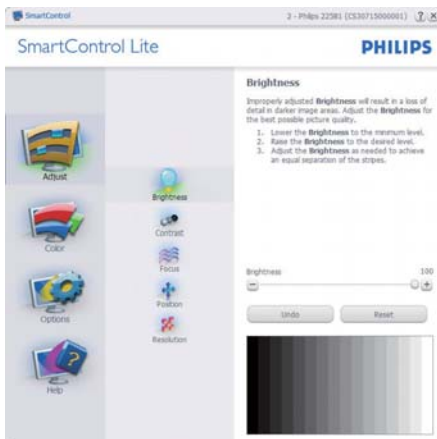 SmartControl
2 - Philips 225B1 (CS30715000001)
SmartControl Lite
PHILIPS
Adjust
Color
Options
Help
Brightness
Contrast
Focus
Position
Resolution
Brightness
Improperly adjusted Brightness will result in a loss of
detail in darker image areas. Adjust the Brightness for
the best possible picture quality.
1. Lower the Brightness to the minimum level.
2. Raise the Brightness to the desired level.
3. Adjust the Brightness as needed to achieve
an equal separation of the stripes.
Brightness 100
Undo Reset